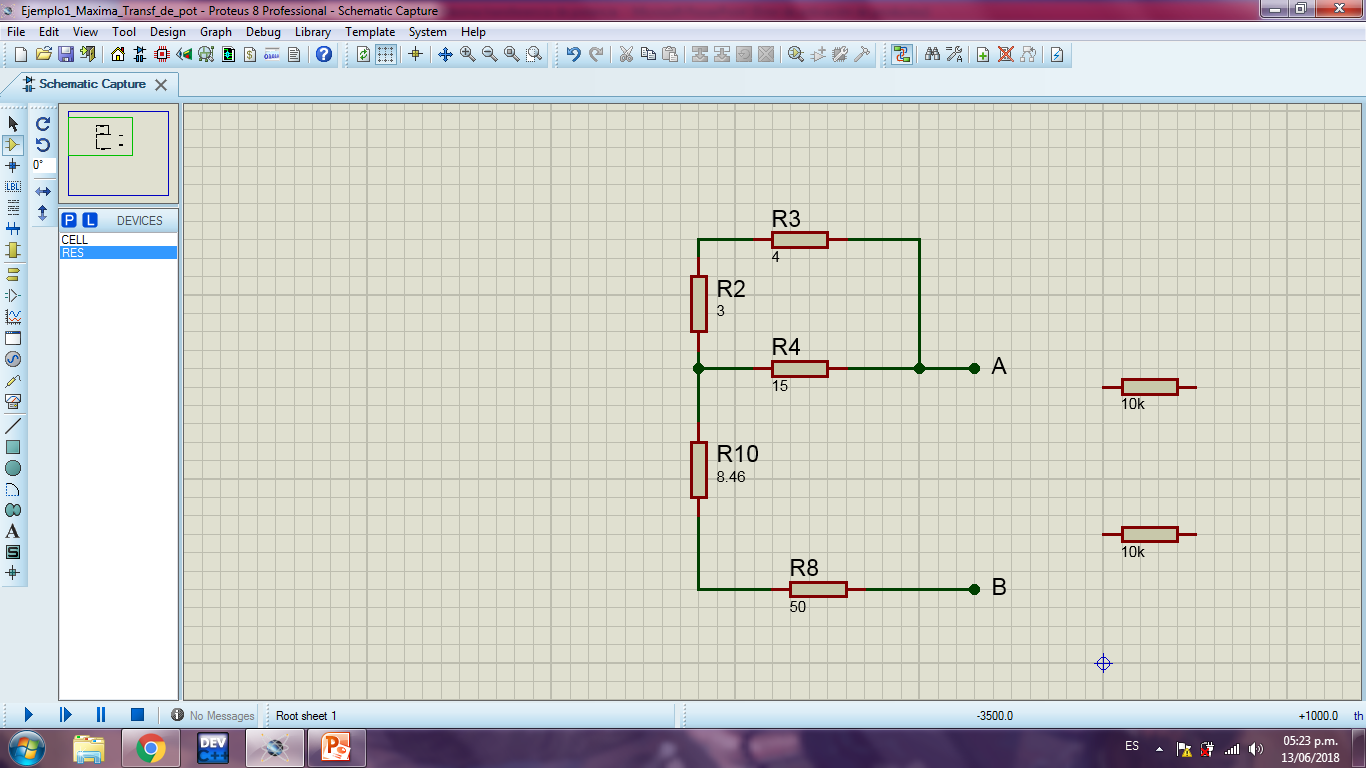 Ejemplo1_Maxima_Transf_de_pot - Proteus 8 Professional - Schematic Capture
File Edit View Tool Design Graph Debug Library Template System Help
Schematic Capture
0°
LBL
P L DEVICES
CELL
RES
A
S
R3
4
R2
3
R4
15
A
10k
R10
8.46
10k
R8
50
B
No Messages
Root sheet 1
-3500.0
+1000.0
th
DEV
C++
P
ES
05:23 p.m.
13/06/2018